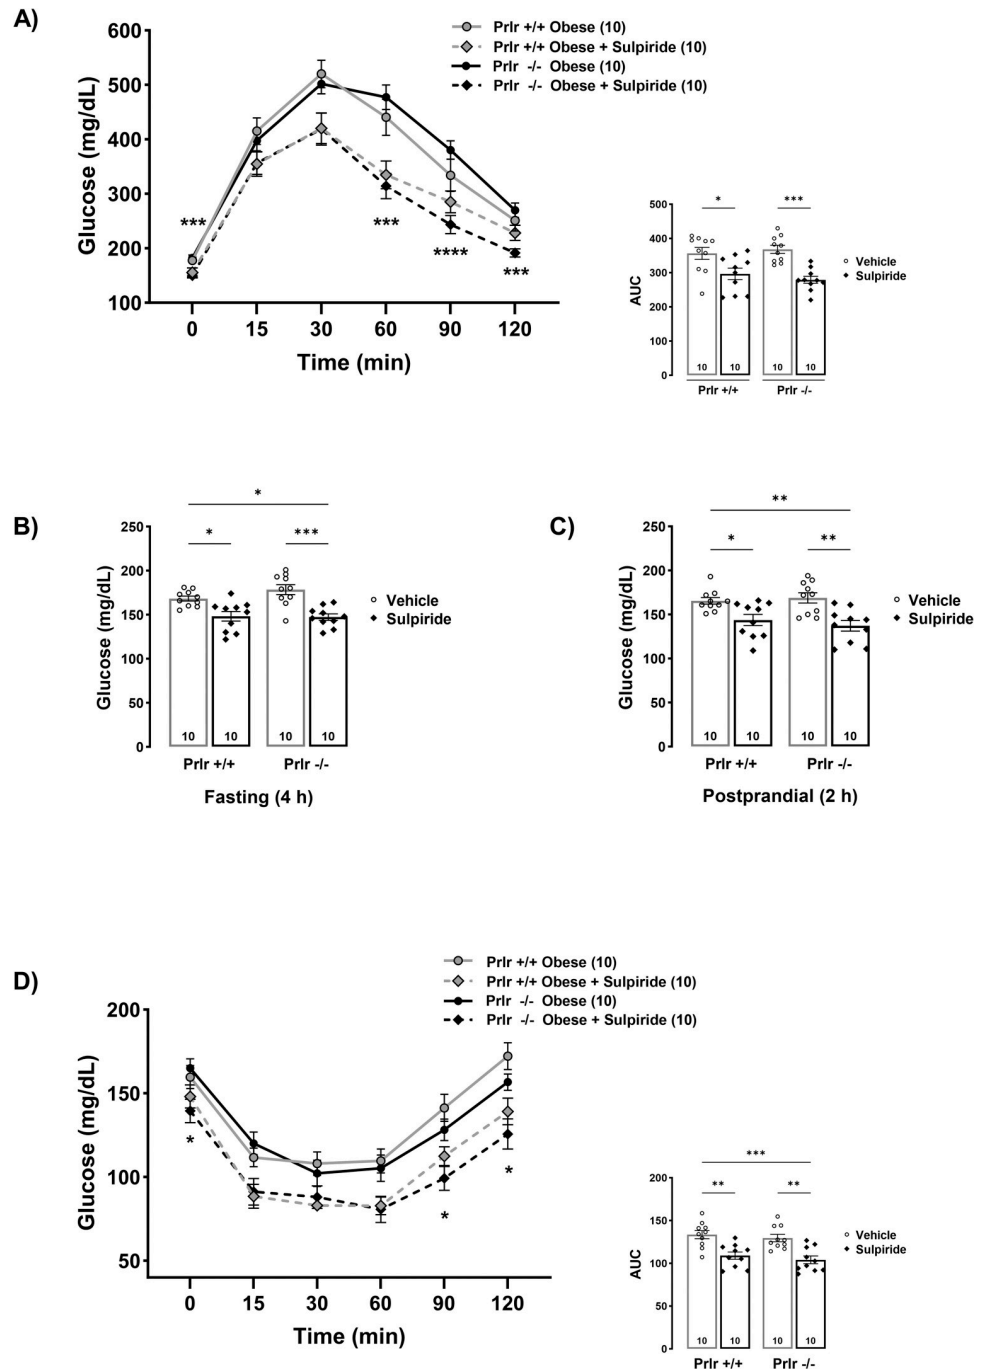 A)
Prlr +/+ Obese (10)
Prlr +/+ Obese + Sulpiride (10)
Prlr -/- Obese (10)
Prlr -/- Obese + Sulpiride (10)
Glucose (mg/dL)
600
500
400
300
200
100
***
***
****
***
0 15 30 60 90 120
Time (min)
AUC
500
400
300
200
100
0
* ***
10 10 10 10
Prlr +/+ Prlr -/-
Vehicle
Sulpiride
B)
Glucose (mg/dL)
250
200
150
100
50
0
*
* ***
10 10 10 10
Prlr +/+ Prlr -/-
Fasting (4 h)
Vehicle
Sulpiride
C)
Glucose (mg/dL)
250
200
150
100
50
0
**
* **
10 10 10 10
Prlr +/+ Prlr -/-
Postprandial (2 h)
Vehicle
Sulpiride
D)
Prlr +/+ Obese (10)
Prlr +/+ Obese + Sulpiride (10)
Prlr -/- Obese (10)
Prlr -/- Obese + Sulpiride (10)
Glucose (mg/dL)
200
150
100
50
*
*
*
0 15 30 60 90 120
Time (min)
AUC
200
150
100
50
0
***
** **
10 10 10 10
Prlr +/+ Prlr -/-
Vehicle
Sulpiride